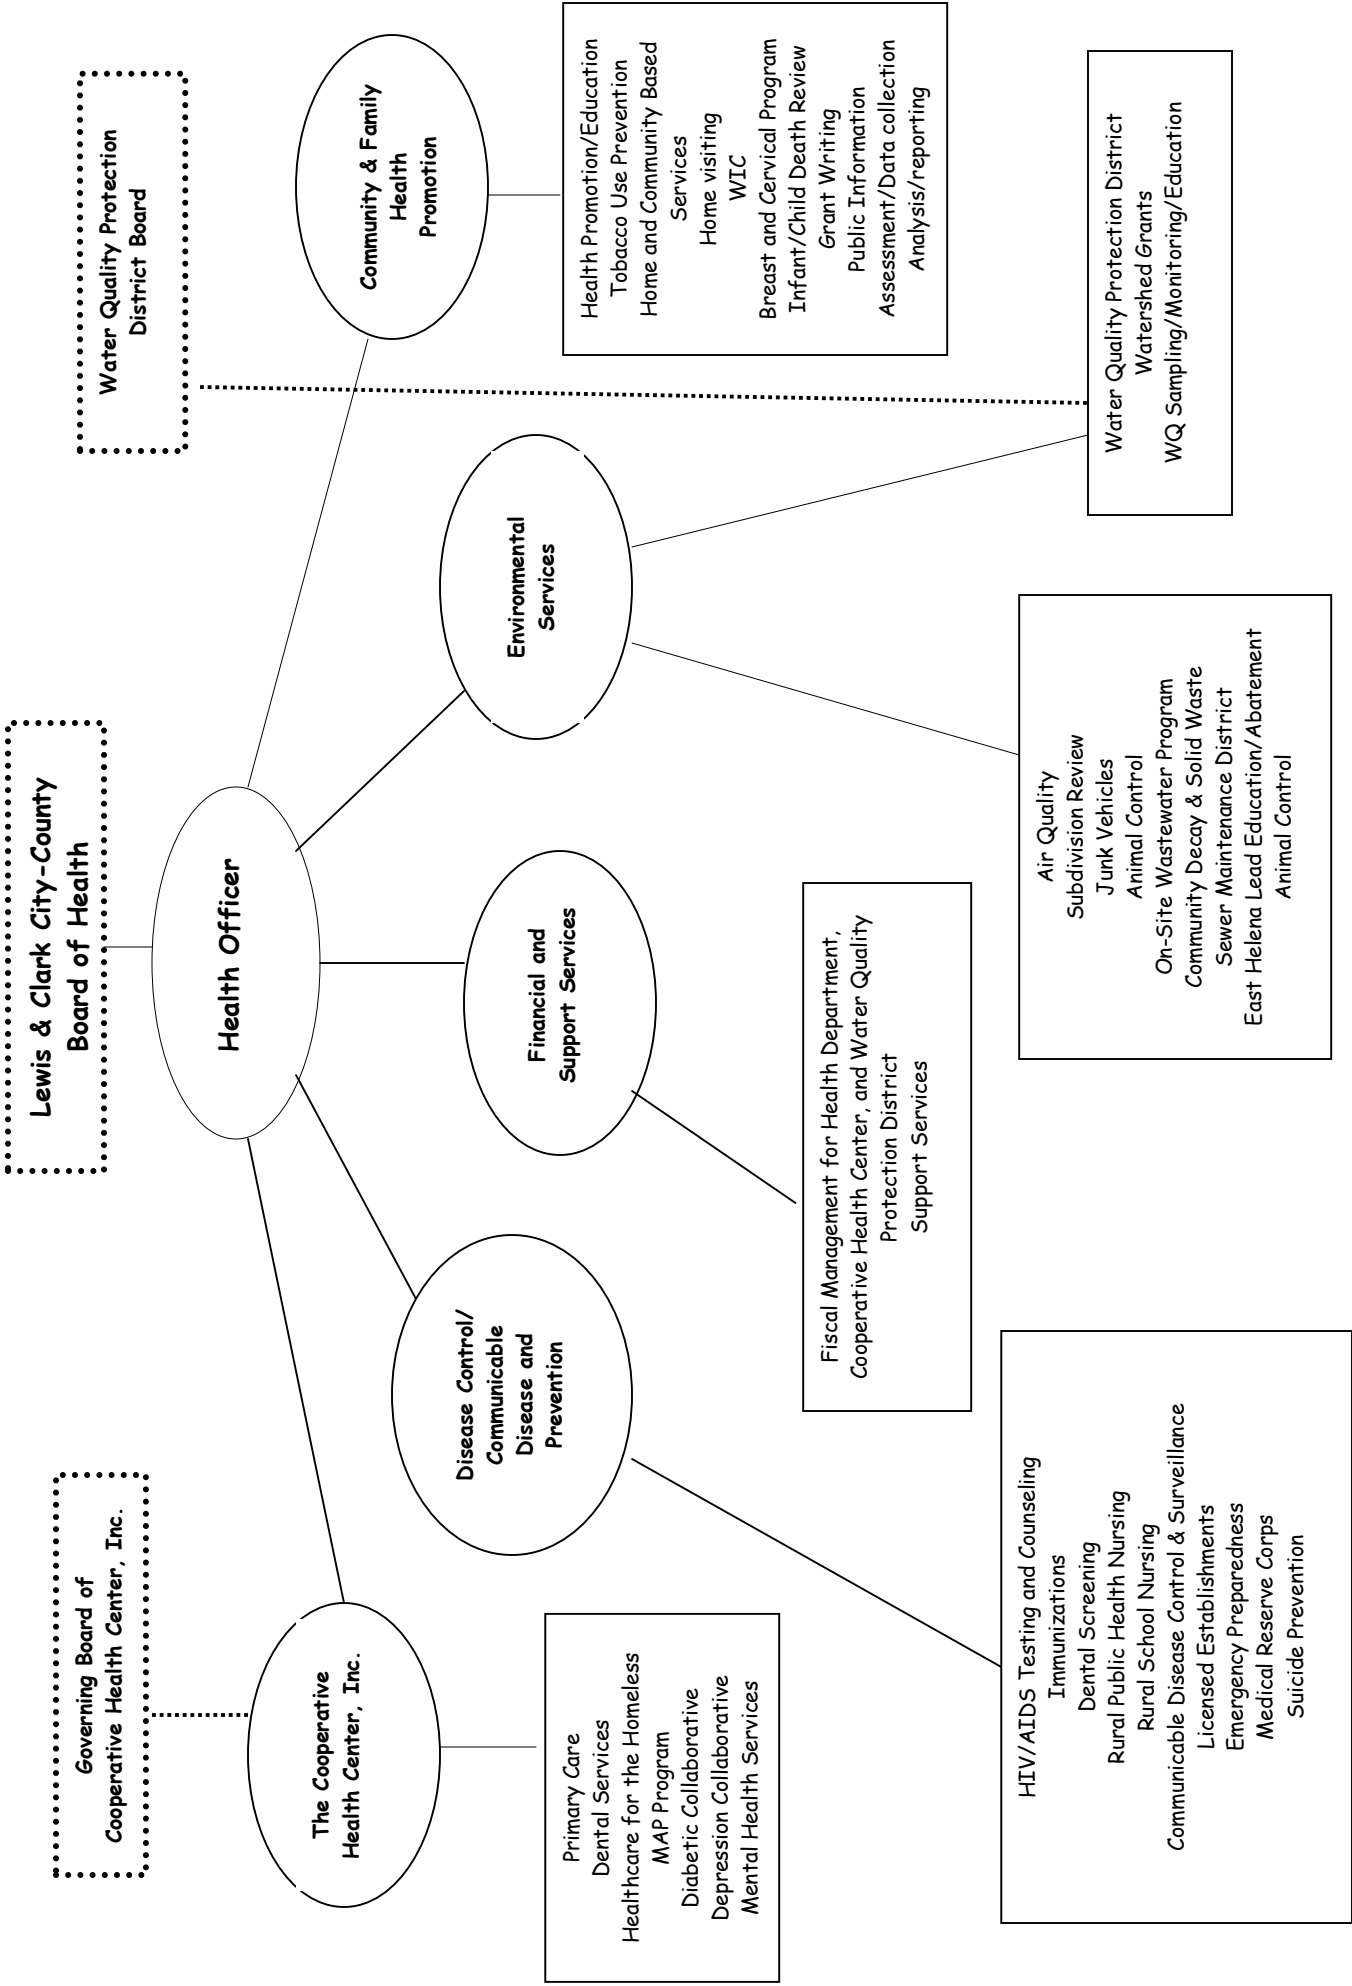 Lewis & Clark City-County
Board of Health
Governing Board of
Cooperative Health Center, Inc.
Water Quality Protection
District Board
Health Officer
The Cooperative
Health Center, Inc.
Disease Control/
Communicable
Disease and
Prevention
Financial and
Support Services
Environmental
Services
Community & Family
Health
Promotion
Primary Care
Dental Services
Healthcare for the Homeless
MAP Program
Diabetic Collaborative
Depression Collaborative
Mental Health Services
HIV/AIDS Testing and Counseling
Immunizations
Dental Screening
Rural Public Health Nursing
Rural School Nursing
Communicable Disease Control & Surveillance
Licensed Establishments
Emergency Preparedness
Medical Reserve Corps
Suicide Prevention
Fiscal Management for Health Department,
Cooperative Health Center, and Water Quality
Protection District
Support Services
Air Quality
Subdivision Review
Junk Vehicles
Animal Control
On-Site Wastewater Program
Community Decay & Solid Waste
Sewer Maintenance District
East Helena Lead Education/Abatement
Animal Control
Water Quality Protection District
Watershed Grants
WQ Sampling/Monitoring/Education
Health Promotion/Education
Tobacco Use Prevention
Home and Community Based
Services
Home visiting
WIC
Breast and Cervical Program
Infant/Child Death Review
Grant Writing
Public Information
Assessment/Data collection
Analysis/reporting